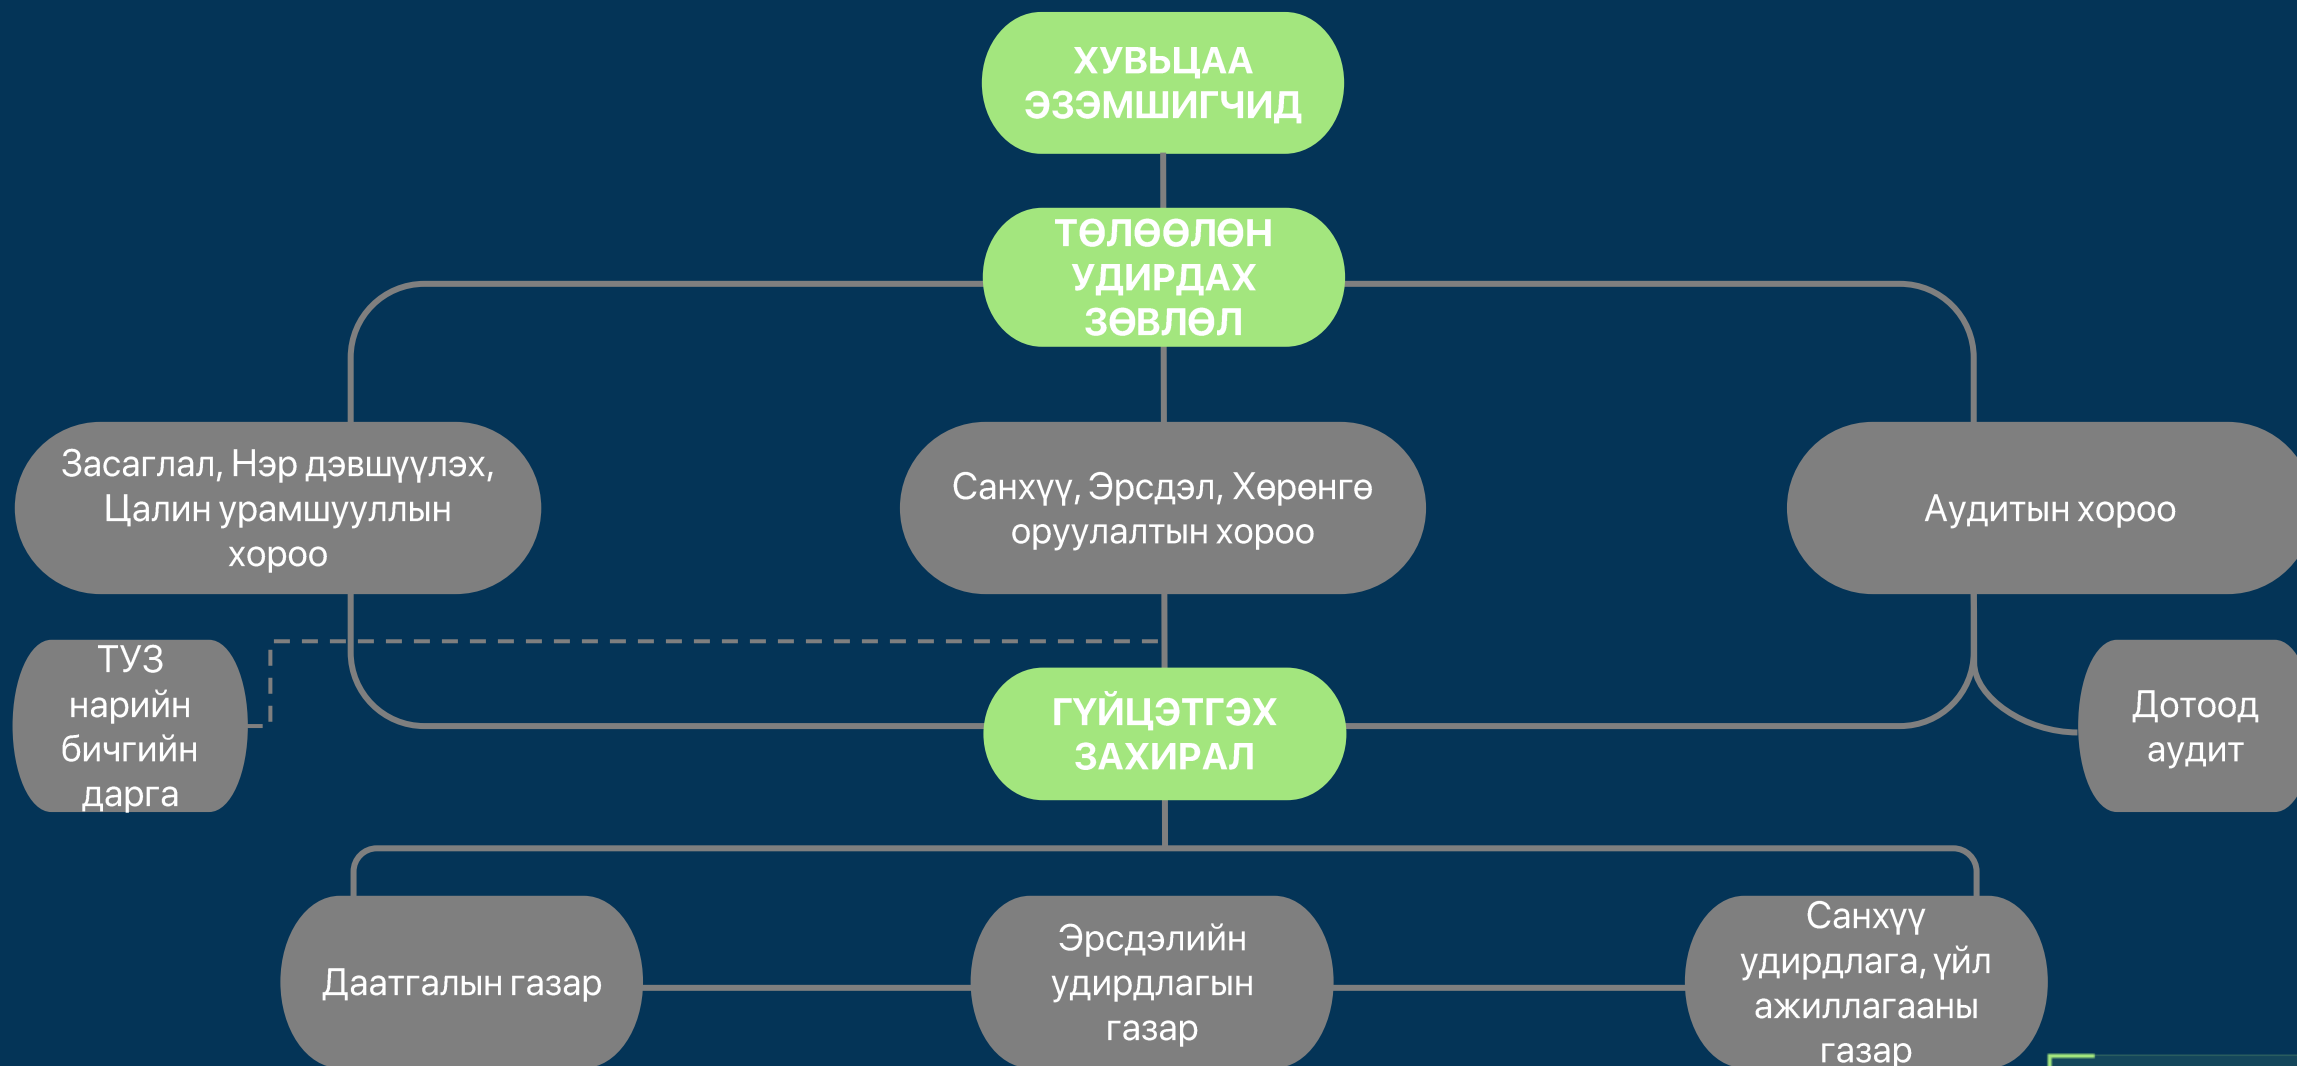 ХУВЬЦАА
ЭЗЭМШИГЧИД
ТӨЛӨӨЛӨН
УДИРДАХ
ЗӨВЛӨЛ
Засаглал, Нэр дэвшүүлэх,
Цалин урамшууллын
хороо
Санхүү, Эрсдэл, Хөрөнгө
оруулалтын хороо
Аудитын хороо
ТУЗ
нарийн
бичгийн
дарга
ГҮЙЦЭТГЭХ
ЗАХИРАЛ
Дотоод
аудит
Даатгалын газар
Эрсдэлийн
удирдлагын
газар
Санхүү
удирдлага, үйл
ажиллагааны
газар